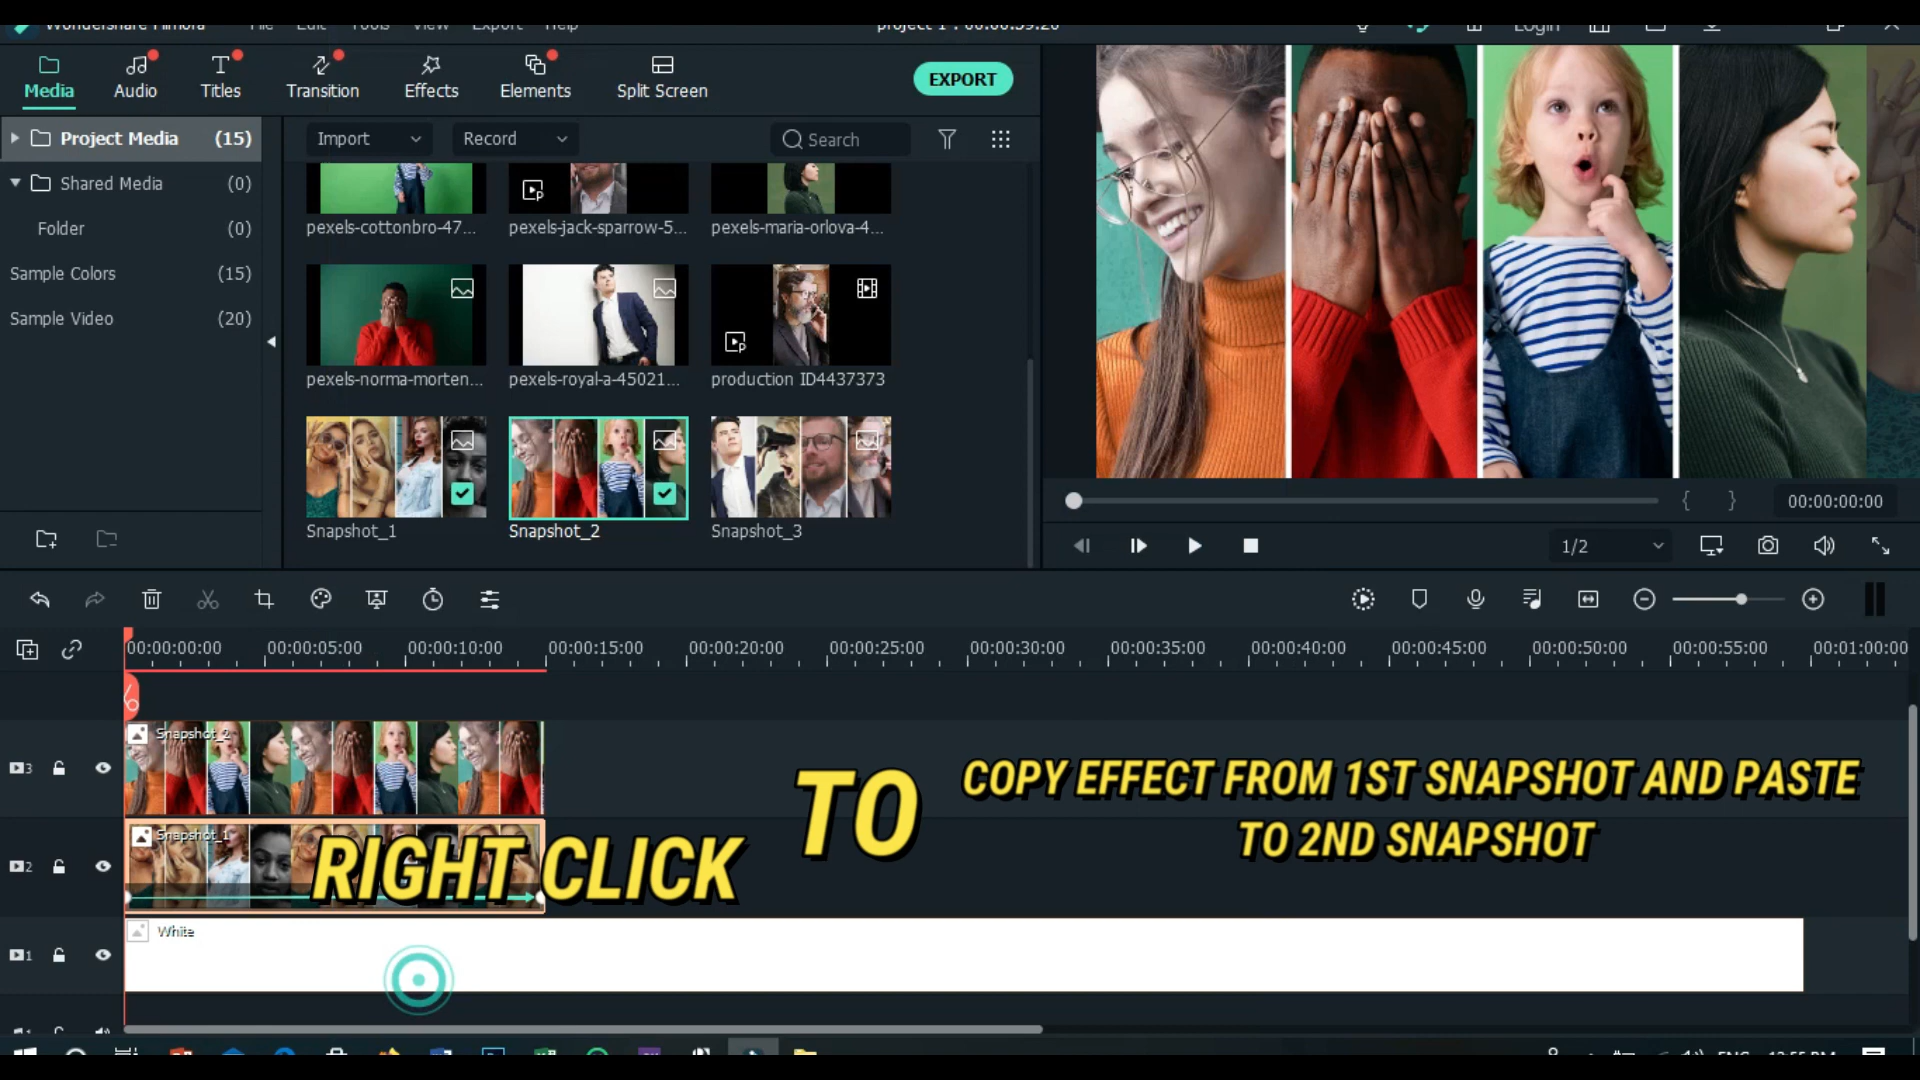 Wondershare Filmora
File Edit Tools View Export Help
project 1 : 00:00:59:20
Login
Media
Audio
Titles
Transition
Effects
Elements
Split Screen
EXPORT
Project Media (15)
Shared Media (0)
Folder (0)
Sample Colors (15)
Sample Video (20)
Import
Record
Search
pexels-cottonbro-47...
pexels-jack-sparrow-5...
pexels-maria-orlova-4...
pexels-norma-morten...
pexels-royal-a-45021...
production ID4437373
Snapshot_1
Snapshot_2
Snapshot_3
{ } 00:00:00:00
1/2
00:00:00:00 00:00:05:00 00:00:10:00 00:00:15:00 00:00:20:00 00:00:25:00 00:00:30:00 00:00:35:00 00:00:40:00 00:00:45:00 00:00:50:00 00:00:55:00 00:01:00:00
3
Snapshot_2
2
Snapshot_1
1
White
RIGHT CLICK
TO
COPY EFFECT FROM 1ST SNAPSHOT AND PASTE
TO 2ND SNAPSHOT
ENG 12:55 PM